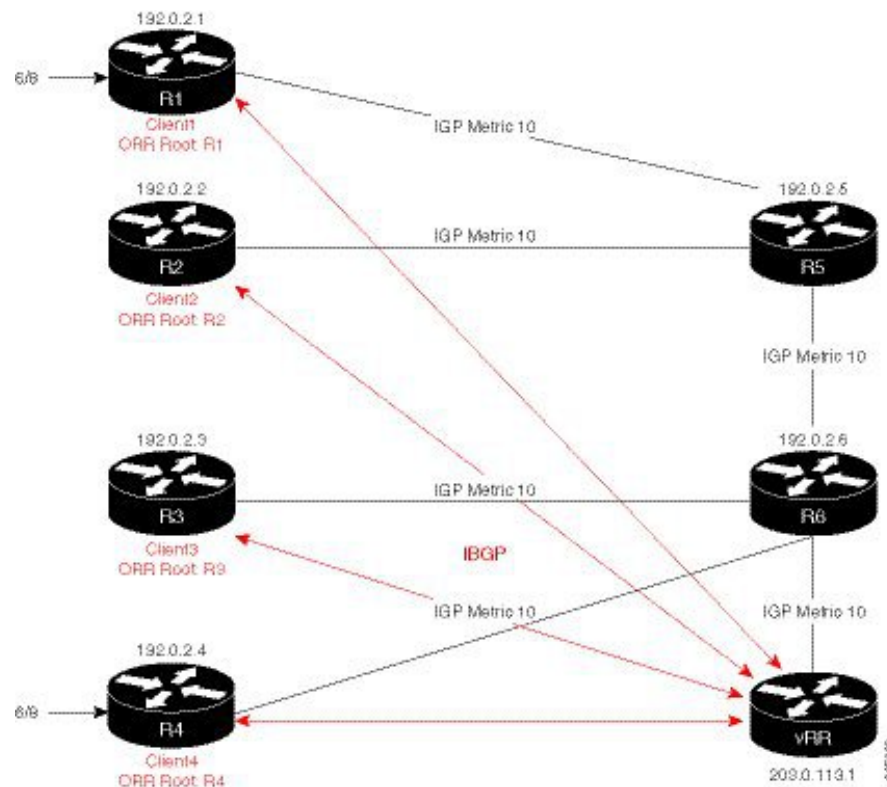 192.0.2.1
6/8
R1
Client1
ORR Root: R1
IGP Metric 10
192.0.2.2
192.0.2.5
IGP Metric 10
R2
R5
Client2
ORR Root: R2
IGP Metric 10
192.0.2.3
192.0.2.6
IGP Metric 10
R3
R6
Client3
ORR Root: R3
IBGP
IGP Metric 10
IGP Metric 10
192.0.2.4
6/8
R4
vRR
Client4
ORR Root: R4
203.0.113.1